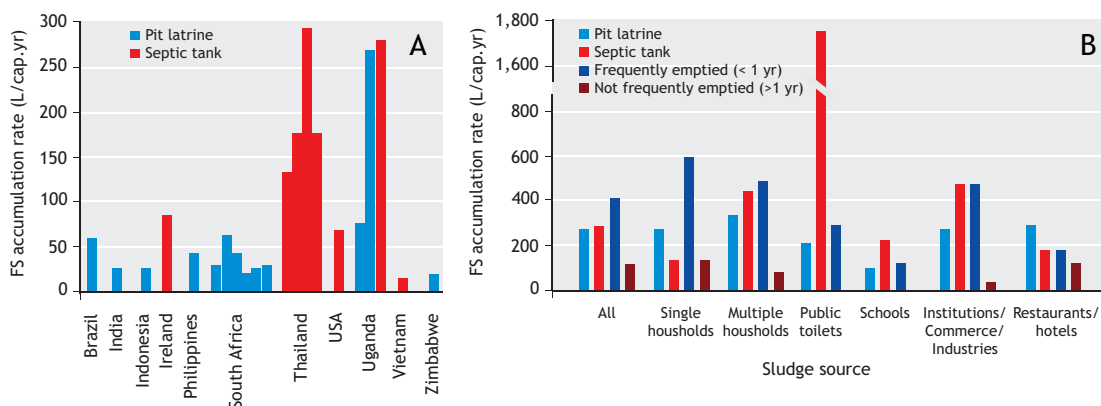 FS accumulation rate (L/cap.yr)
300
250
200
150
100
50
0
Pit latrine
Septic tank
A
Brazil
India
Indonesia
Ireland
Philippines
South Africa
Thailand
USA
Uganda
Vietnam
Zimbabwe
FS accumulation rate (L/cap.yr)
1,800
1,600
800
600
400
200
0
Pit latrine
Septic tank
Frequently emptied (< 1 yr)
Not frequently emptied (>1 yr)
B
All
Single
housholds
Multiple
housholds
Public
toilets
Schools
Institutions/
Commerce/
Industries
Restaurants/
hotels
Sludge source